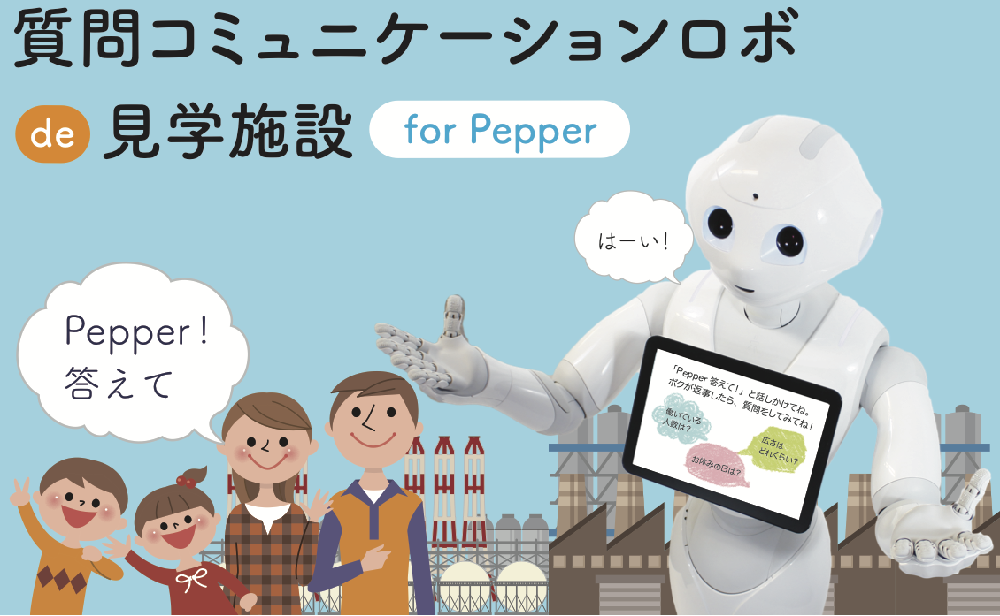 質問コミュニケーションロボ
de 見学施設 for Pepper
はーい！
Pepper！
答えて
「Pepper 答えて！」と話しかけてね。
ボクが返事したら、質問をしてみてね！
働いている
人数は？
広さは
どれくらい？
お休みの日は？